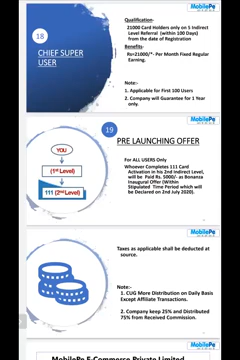 MobilePe
18
CHIEF SUPER
USER
Qualification-
21000 Card Holders only on 5 Indirect
Level Referral (within 100 Days)
from the date of Registration
Benefits-
Rs=21000/*- Per Month Fixed Regular
Earning.
Note:-
1. Applicable for First 100 Users
2. Company will Guarantee for 1 Year
only.
MobilePe
19
PRE LAUNCHING OFFER
YOU
(1st Level)
111 (2nd Level)
For ALL USERS Only
Whoever Completes 111 Card
Activation in his 2nd Indirect Level,
will be Paid Rs. 5000/- as Bonanza
Inaugural Offer (Within
Stipulated Time Period which
will be Declared on 2nd July 2020).
MobilePe
Taxes as applicable shall be deducted at
source.
Note:-
1. CUG More Distribution on Daily Basis
Except Affiliate Transactions.
2. Company keep 25% and Distributed
75% from Received Commission.
MobilePe
MobilePe E-Commerce Private Limited